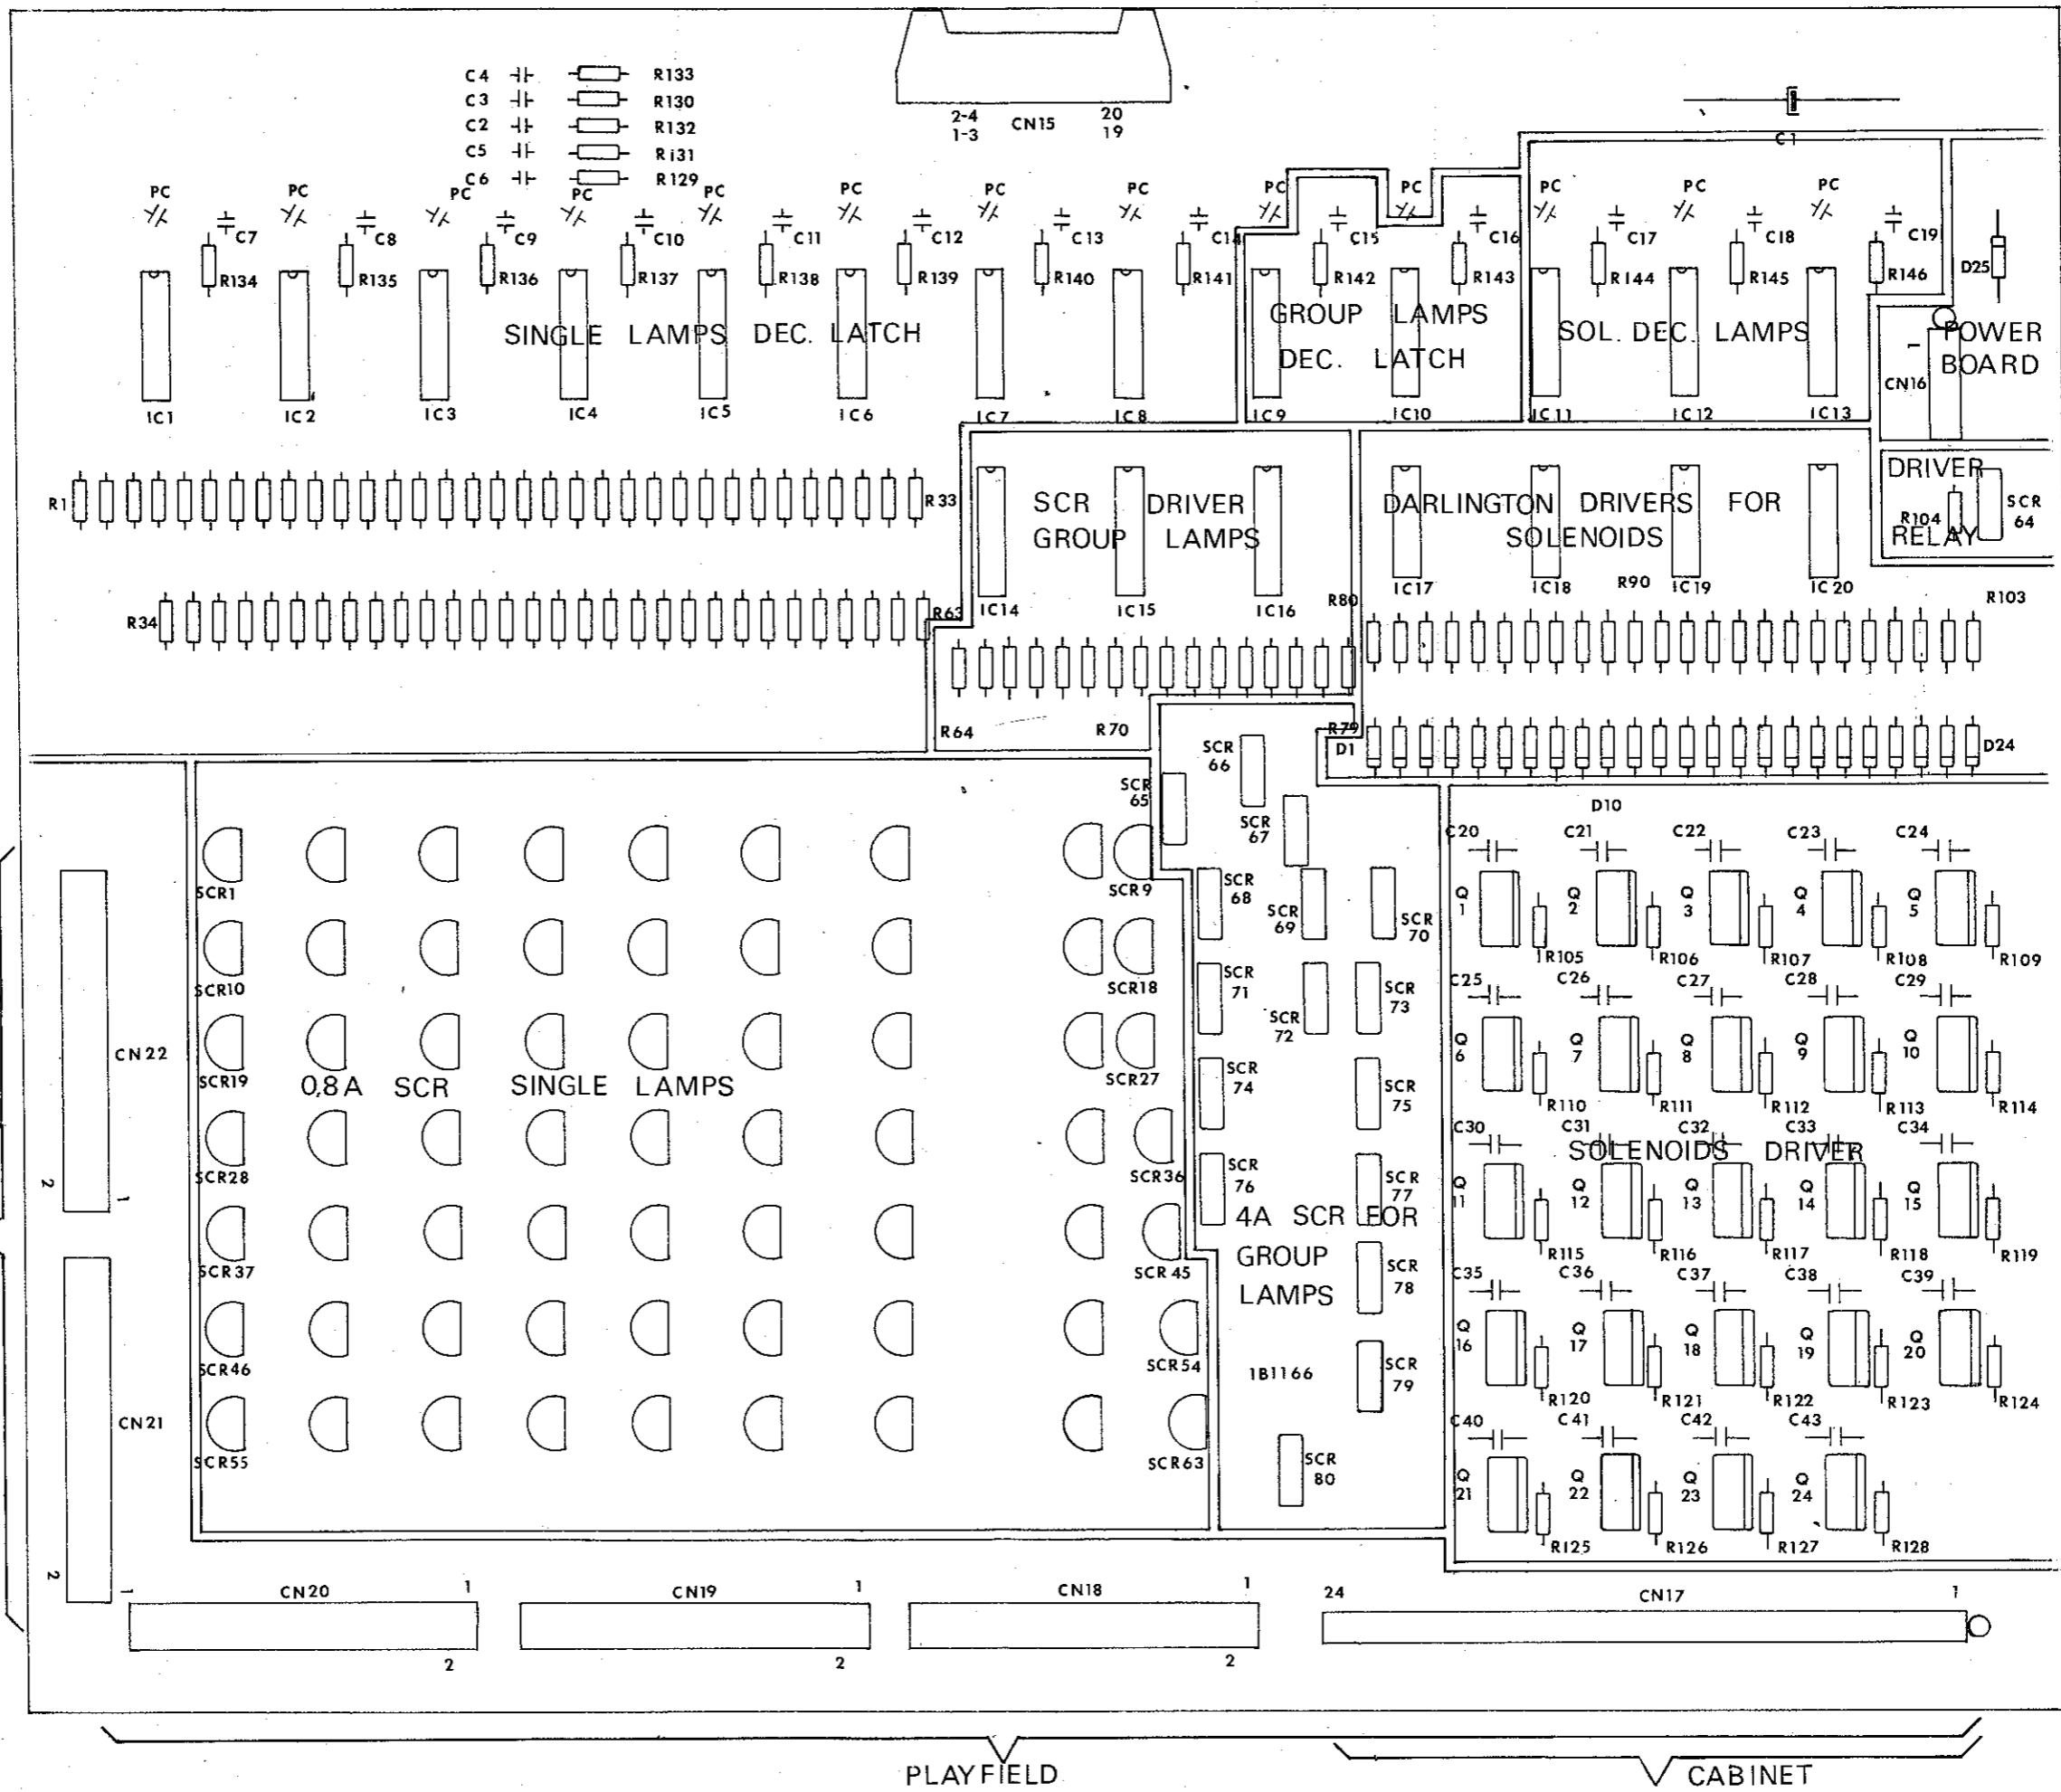 C4 R133
C3 R130
C2 R132
C5 Ri31
C6 R129
2-4 CN15 20
1-3 19
C1
PC PC PC PC PC PC PC PC PC PC PC PC PC
C7 C8 C9 C10 C11 C12 C13 C14 C15 C16 C17 C18 C19
R134 R135 R136 R137 R138 R139 R140 R141 R142 R143 R144 R145 R146 D25
SINGLE LAMPS DEC. LATCH
GROUP LAMPS
DEC. LATCH
SOL. DEC. LAMPS
1 POWER
BOARD
CN16
IC1 IC2 IC3 IC4 IC5 IC6 IC7 IC8 IC9 IC10 IC11 IC12 IC13
R1 R33
SCR DRIVER
GROUP LAMPS
DARLINGTON DRIVERS FOR
SOLENOIDS
DRIVER
RELAY
R104
SCR
64
IC14 IC15 IC16 IC17 IC18 R90 IC19 IC20
R34 R63 R80 R103
R64 R70 R79
D1 D24
D10
SCR
65
SCR
66
SCR
67
SCR
68
SCR
69
SCR
70
SCR
71
SCR
72
SCR
73
SCR
74
SCR
75
SCR
76
SCR
77
4A SCR FOR
GROUP
LAMPS
SCR
78
1B1166
SCR
79
SCR
80
SCR1 SCR9
SCR10 SCR18
SCR19 SCR27
0,8A SCR SINGLE LAMPS
SCR28 SCR36
SCR37 SCR 45
SCR46 SCR54
SCR55 SCR63
C20 C21 C22 C23 C24
Q Q Q Q Q
1 2 3 4 5
R105 R106 R107 R108 R109
C25 C26 C27 C28 C29
Q Q Q Q Q
6 7 8 9 10
R110 R111 R112 R113 R114
C30 C31 C32 C33 C34
SOLENOIDS DRIVER
Q Q Q Q Q
11 12 13 14 15
R115 R116 R117 R118 R119
C35 C36 C37 C38 C39
Q Q Q Q Q
16 17 18 19 20
R120 R121 R122 R123 R124
C40 C41 C42 C43
Q Q Q Q
21 22 23 24
R125 R126 R127 R128
CN22
2 1
CN21
2 1
CN20 1
2
CN19 1
2
CN18 1
2
24 CN17 1
PLAYFIELD
CABINET